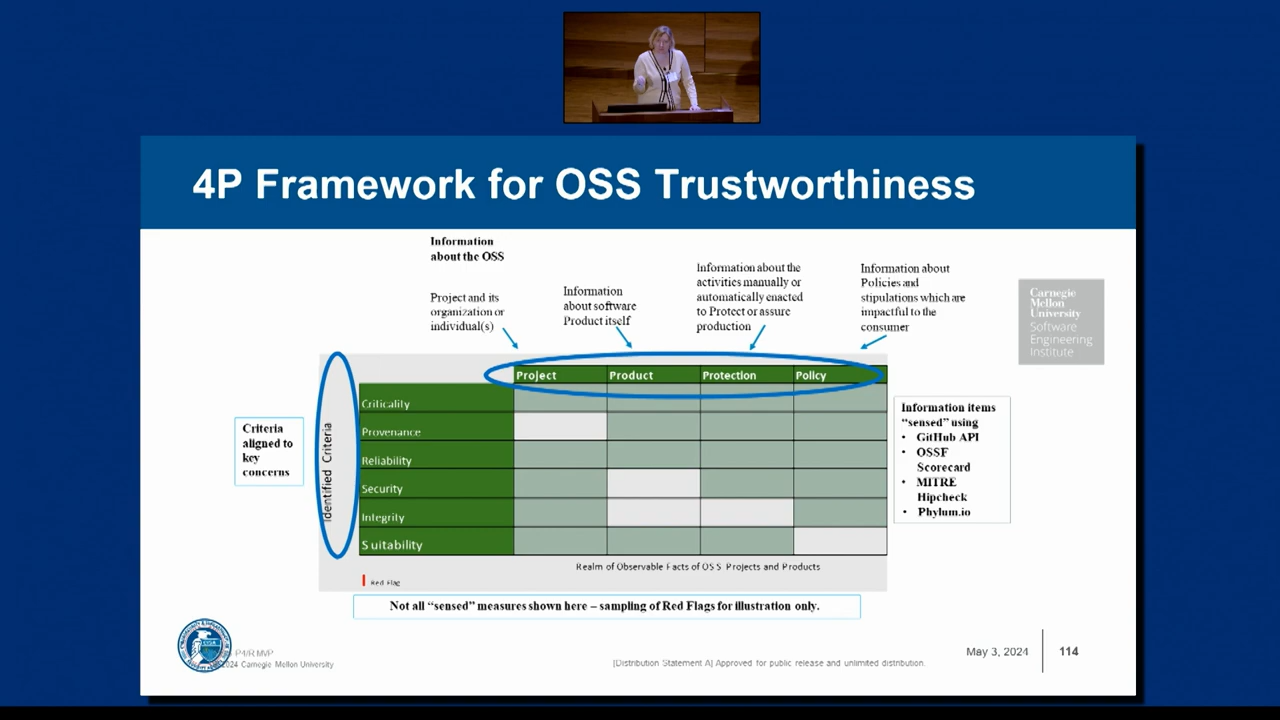 4P Framework for OSS Trustworthiness
Information
about the OSS
Project and its
organization or
individual(s)
Information
about software
Product itself
Information about the
activities manually or
automatically enacted
to Protect or assure
production
Information about
Policies and
stipulations which are
impactful to the
consumer
Carnegie
Mellon
University
Software
Engineering
Institute
Project Product Protection Policy
Criteria
aligned to
key
concerns
Identified Criteria
Criticality
Provenance
Reliability
Security
Integrity
Suitability
Information items
“sensed” using
• GitHub API
• OSSF
Scorecard
• MITRE
Hipcheck
• Phylum.io
Realm of Observable Facts of OSS Projects and Products
Red Flag
Not all “sensed” measures shown here – sampling of Red Flags for illustration only.
CISA
P4/R MVP
2024 Carnegie Mellon University
[Distribution Statement A] Approved for public release and unlimited distribution.
May 3, 2024
114